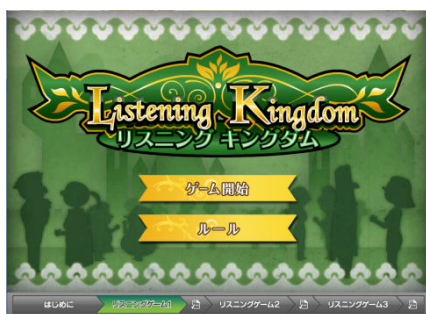 Listening Kingdom
リスニング キングダム
ゲーム開始
ルール
はじめに
リスニングゲーム1
リスニングゲーム2
リスニングゲーム3